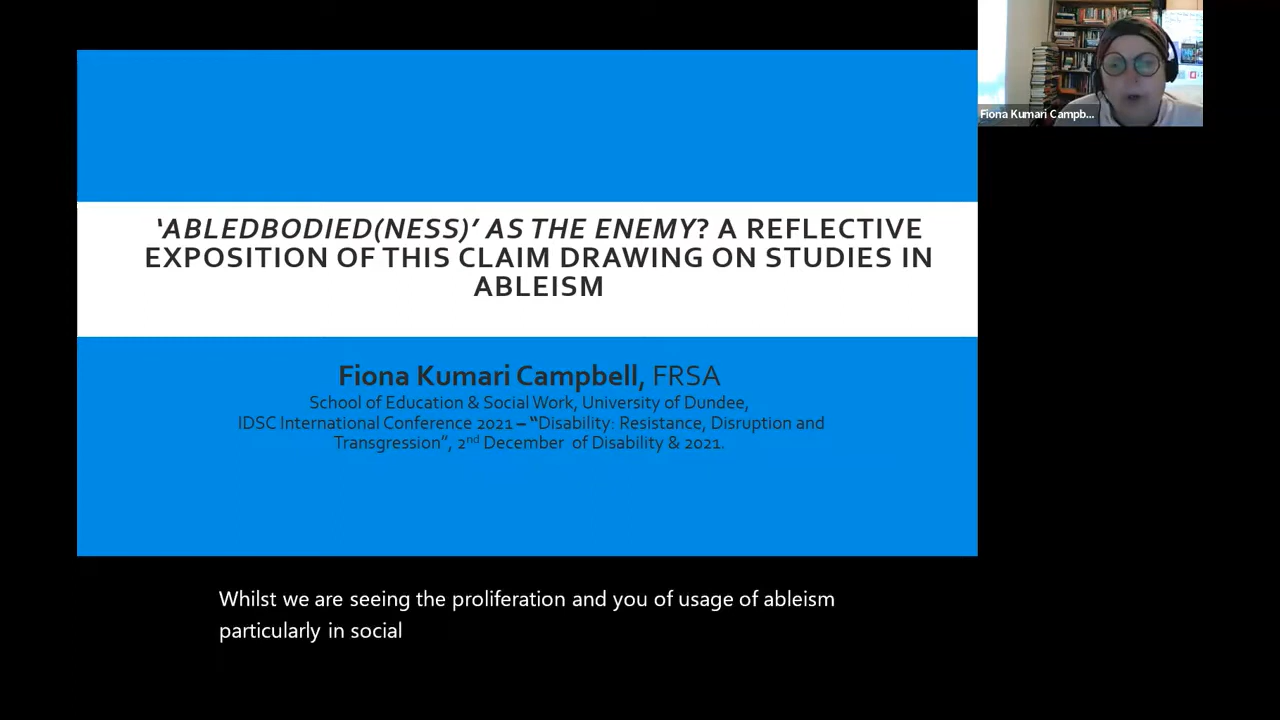 Fiona Kumari Campb...
‘ABLEDBODIED(NESS)’ AS THE ENEMY? A REFLECTIVE
EXPOSITION OF THIS CLAIM DRAWING ON STUDIES IN
ABLEISM
Fiona Kumari Campbell, FRSA
School of Education & Social Work, University of Dundee,
IDSC International Conference 2021 – “Disability: Resistance, Disruption and
Transgression”, 2nd December of Disability & 2021.
Whilst we are seeing the proliferation and you of usage of ableism
particularly in social